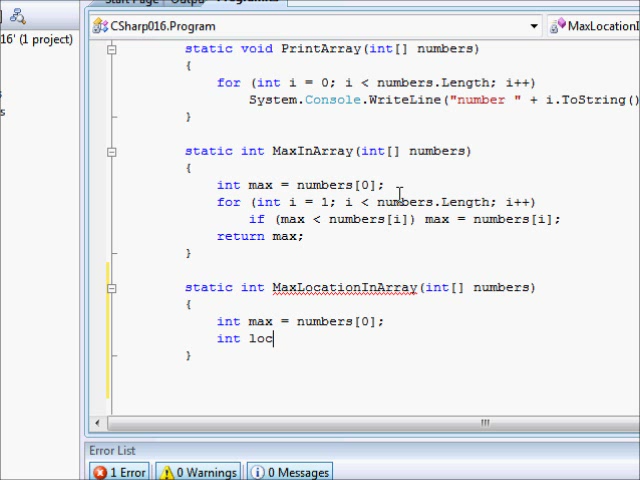 Start Page
CSharp016.Program
MaxLocationI
16' (1 project)
static void PrintArray(int[] numbers)
{
for (int i = 0; i < numbers.Length; i++)
System.Console.WriteLine("number " + i.ToString()
}
static int MaxInArray(int[] numbers)
{
int max = numbers[0];
for (int i = 1; i < numbers.Length; i++)
if (max < numbers[i]) max = numbers[i];
return max;
}
static int MaxLocationInArray(int[] numbers)
{
int max = numbers[0];
int loc
}
Error List
1 Error
0 Warnings
0 Messages